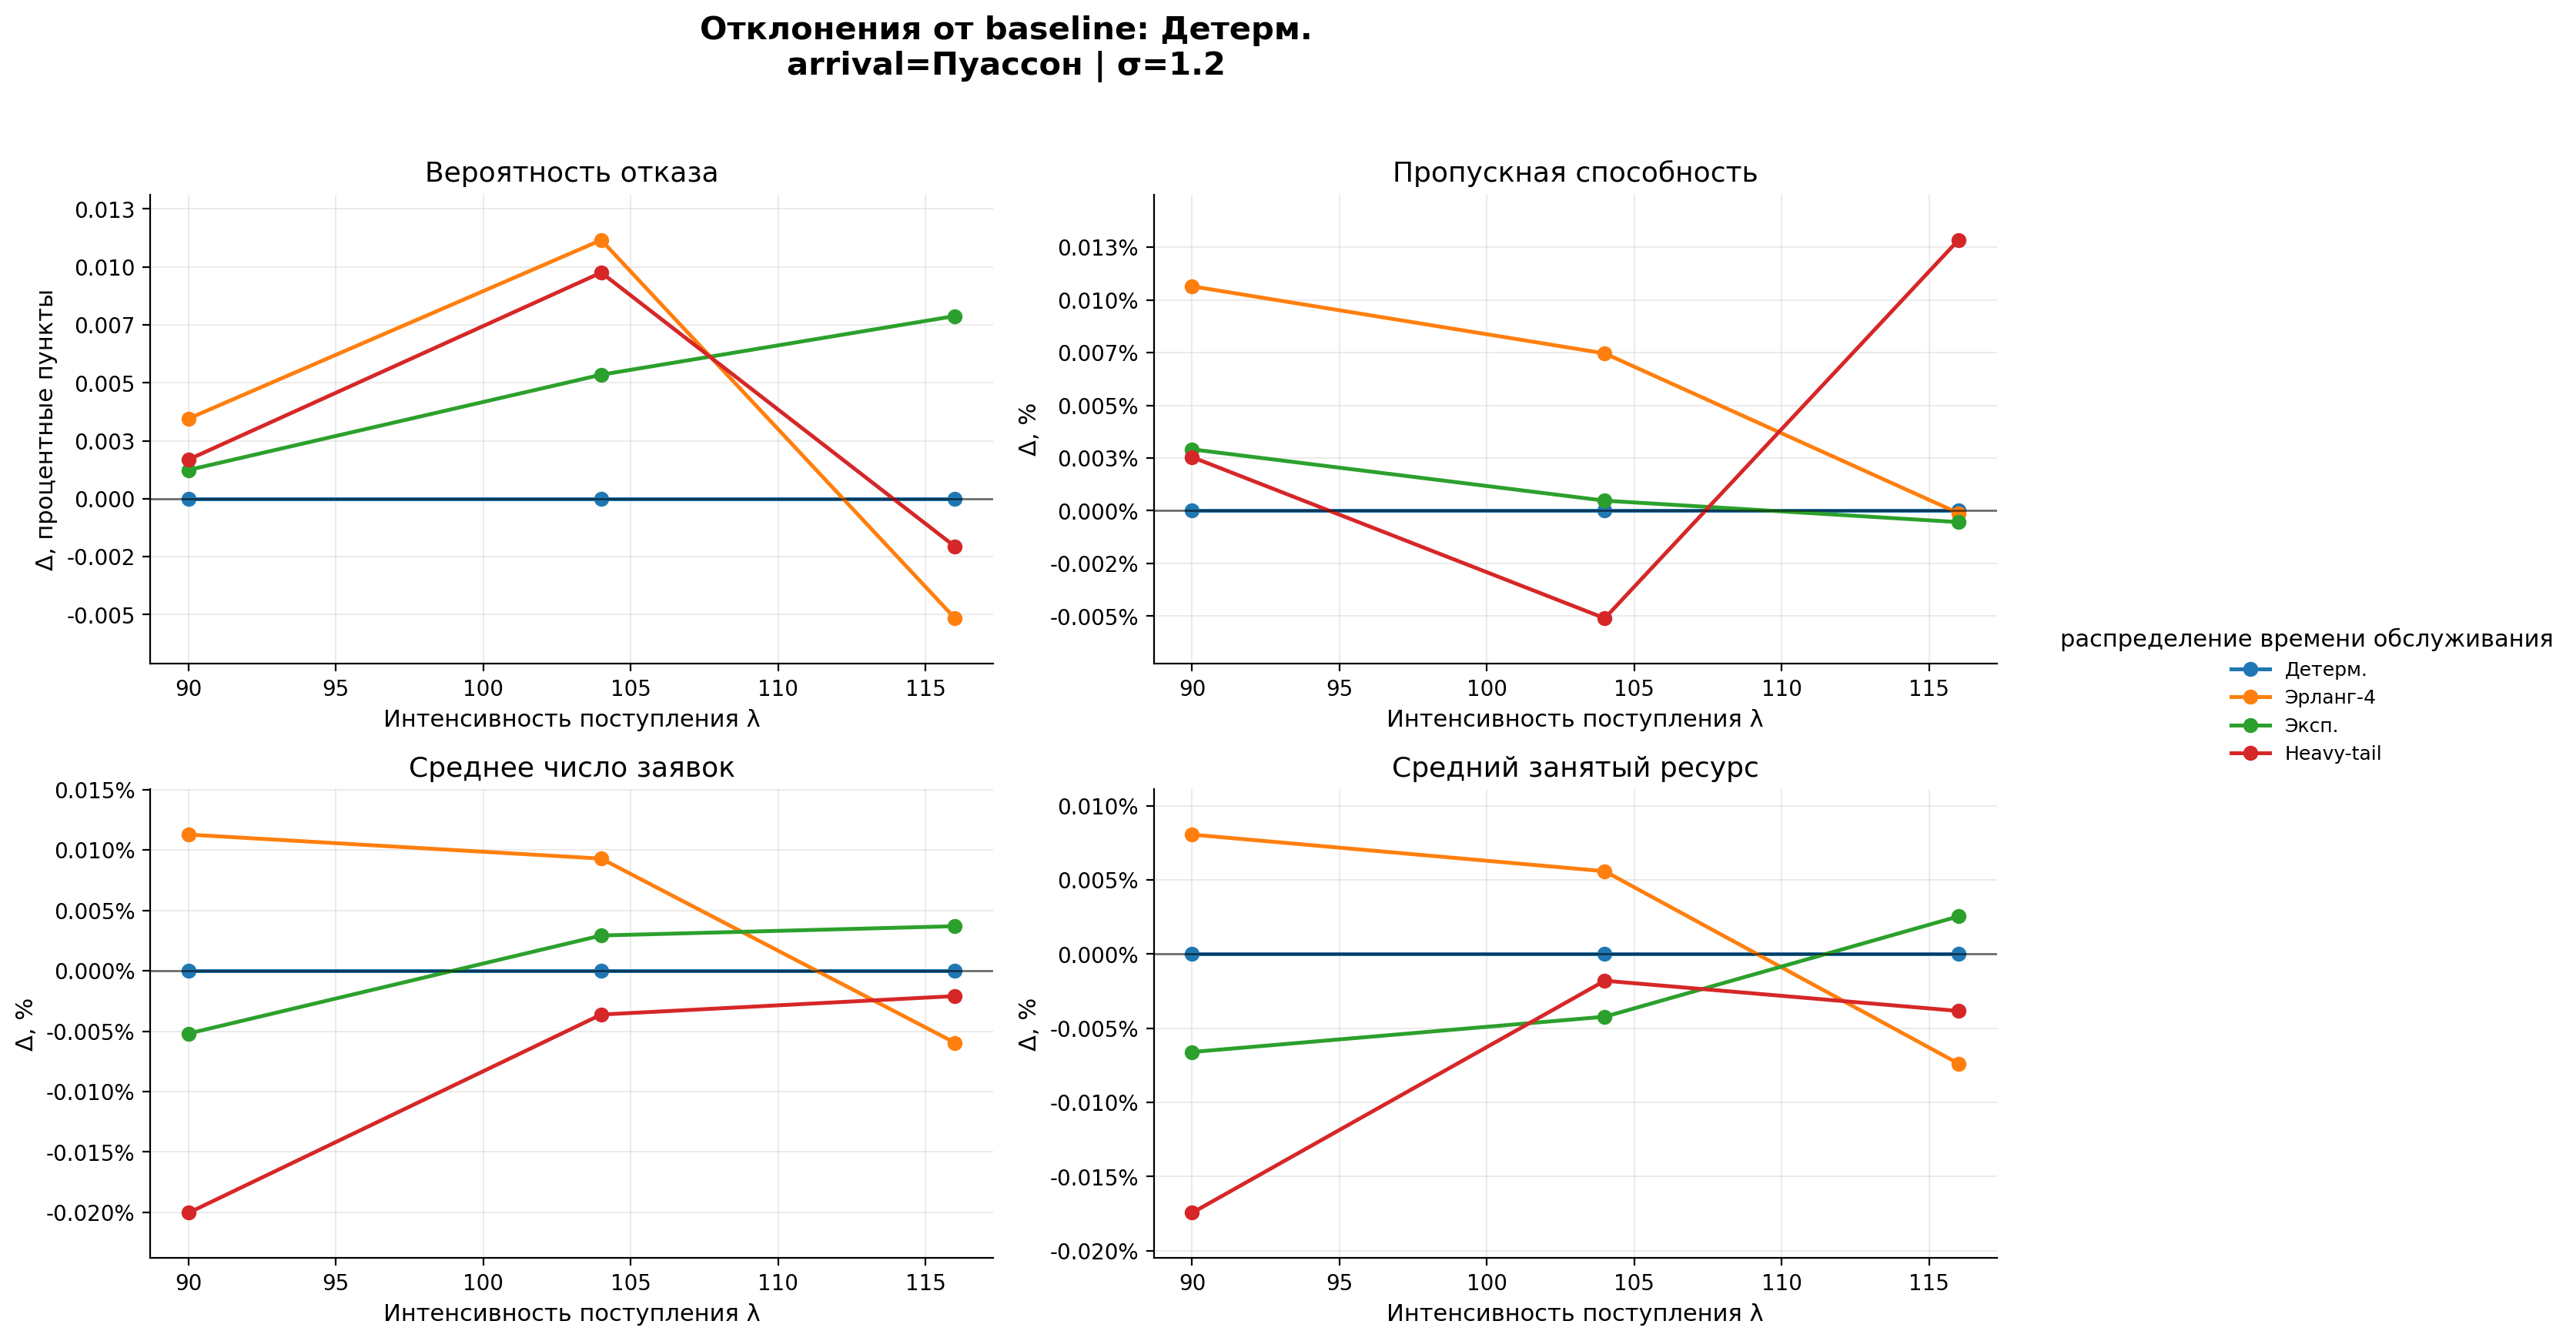 Отклонения от baseline: Детерм.
arrival=Пуассон | σ=1.2
Вероятность отказа
0.013
0.010
0.007
0.005
0.003
0.000
-0.002
-0.005
Δ, процентные пункты
90 95 100 105 110 115
Интенсивность поступления λ
Пропускная способность
0.013%
0.010%
0.007%
0.005%
0.003%
0.000%
-0.002%
-0.005%
Δ, %
90 95 100 105 110 115
Интенсивность поступления λ
распределение времени обслуживания
Детерм.
Эрланг-4
Эксп.
Heavy-tail
Среднее число заявок
0.015%
0.010%
0.005%
0.000%
-0.005%
-0.010%
-0.015%
-0.020%
Δ, %
90 95 100 105 110 115
Интенсивность поступления λ
Средний занятый ресурс
0.010%
0.005%
0.000%
-0.005%
-0.010%
-0.015%
-0.020%
Δ, %
90 95 100 105 110 115
Интенсивность поступления λ